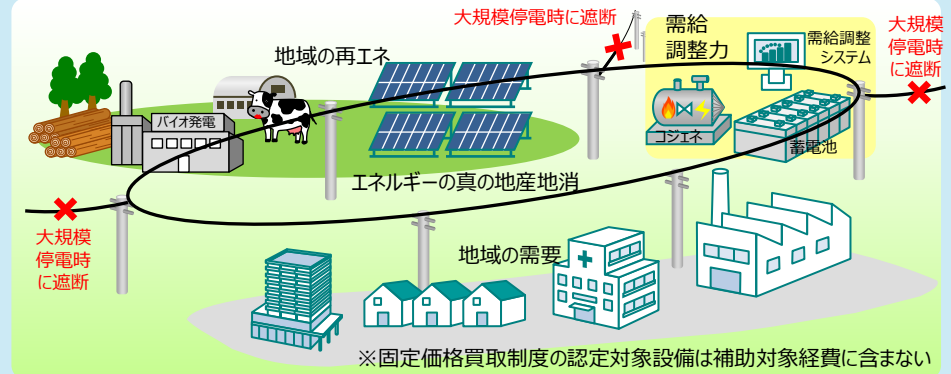 大規模停電時に遮断
需給
調整力
需給調整
システム
大規模
停電時
に遮断
地域の再エネ
バイオ発電
コジェネ
蓄電池
エネルギーの真の地産地消
大規模
停電時
に遮断
地域の需要
※固定価格買取制度の認定対象設備は補助対象経費に含まない